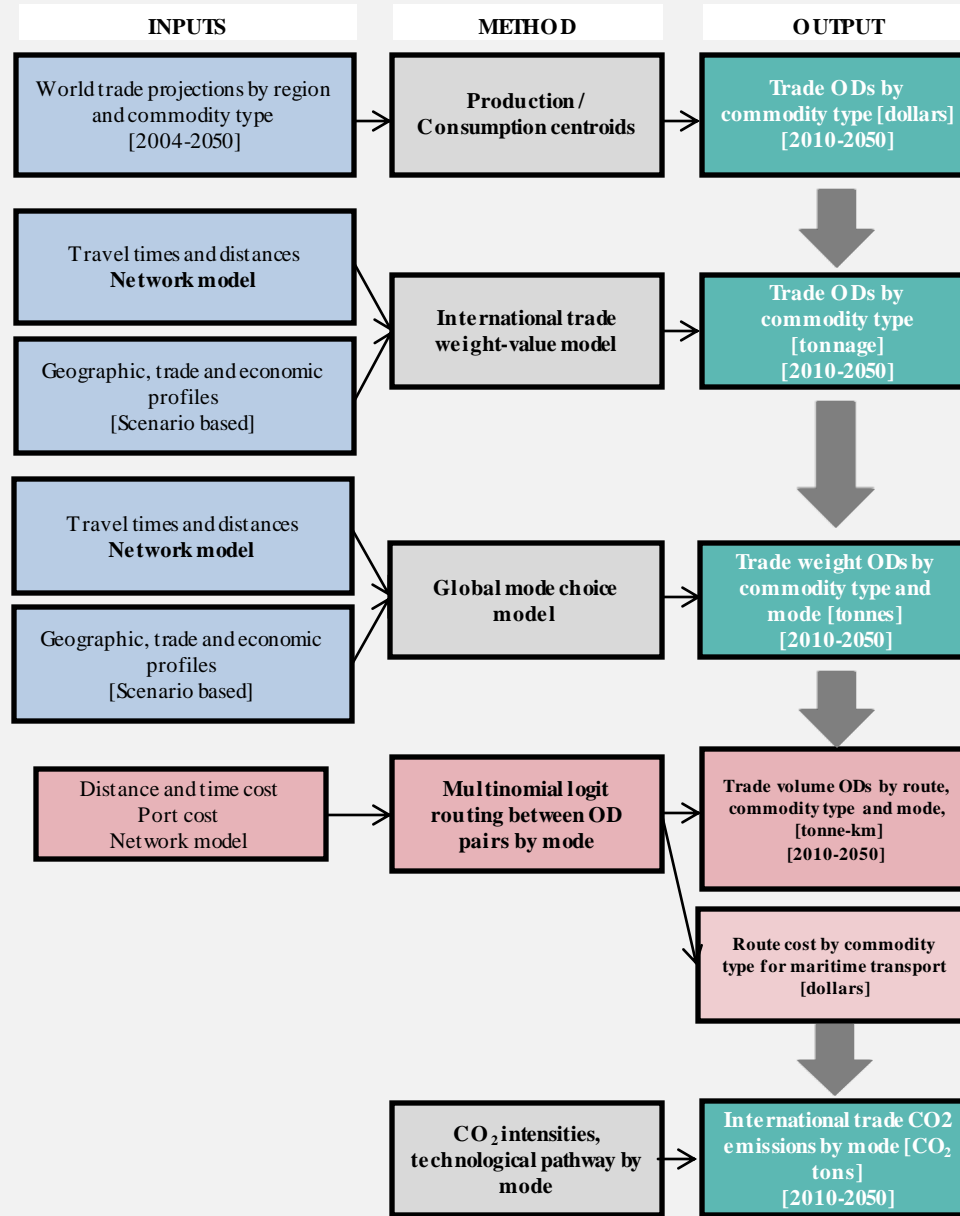 INPUTS
METHOD
OUTPUT
World trade projections by region
and commodity type
[2004-2050]
Production /
Consumption centroids
Trade ODs by
commodity type [dollars]
[2010-2050]
Travel times and distances
Network model
Geographic, trade and economic
profiles
[Scenario based]
International trade
weight-value model
Trade ODs by
commodity type
[tonnage]
[2010-2050]
Travel times and distances
Network model
Geographic, trade and economic
profiles
[Scenario based]
Global mode choice
model
Trade weight ODs by
commodity type and
mode [tonnes]
[2010-2050]
Distance and time cost
Port cost
Network model
Multinomial logit
routing between OD
pairs by mode
Trade volume ODs by route,
commodity type and mode,
[tonne-km]
[2010-2050]
Route cost by commodity
type for maritime transport
[dollars]
CO₂ intensities,
technological pathway by
mode
International trade CO2
emissions by mode [CO₂
tons]
[2010-2050]